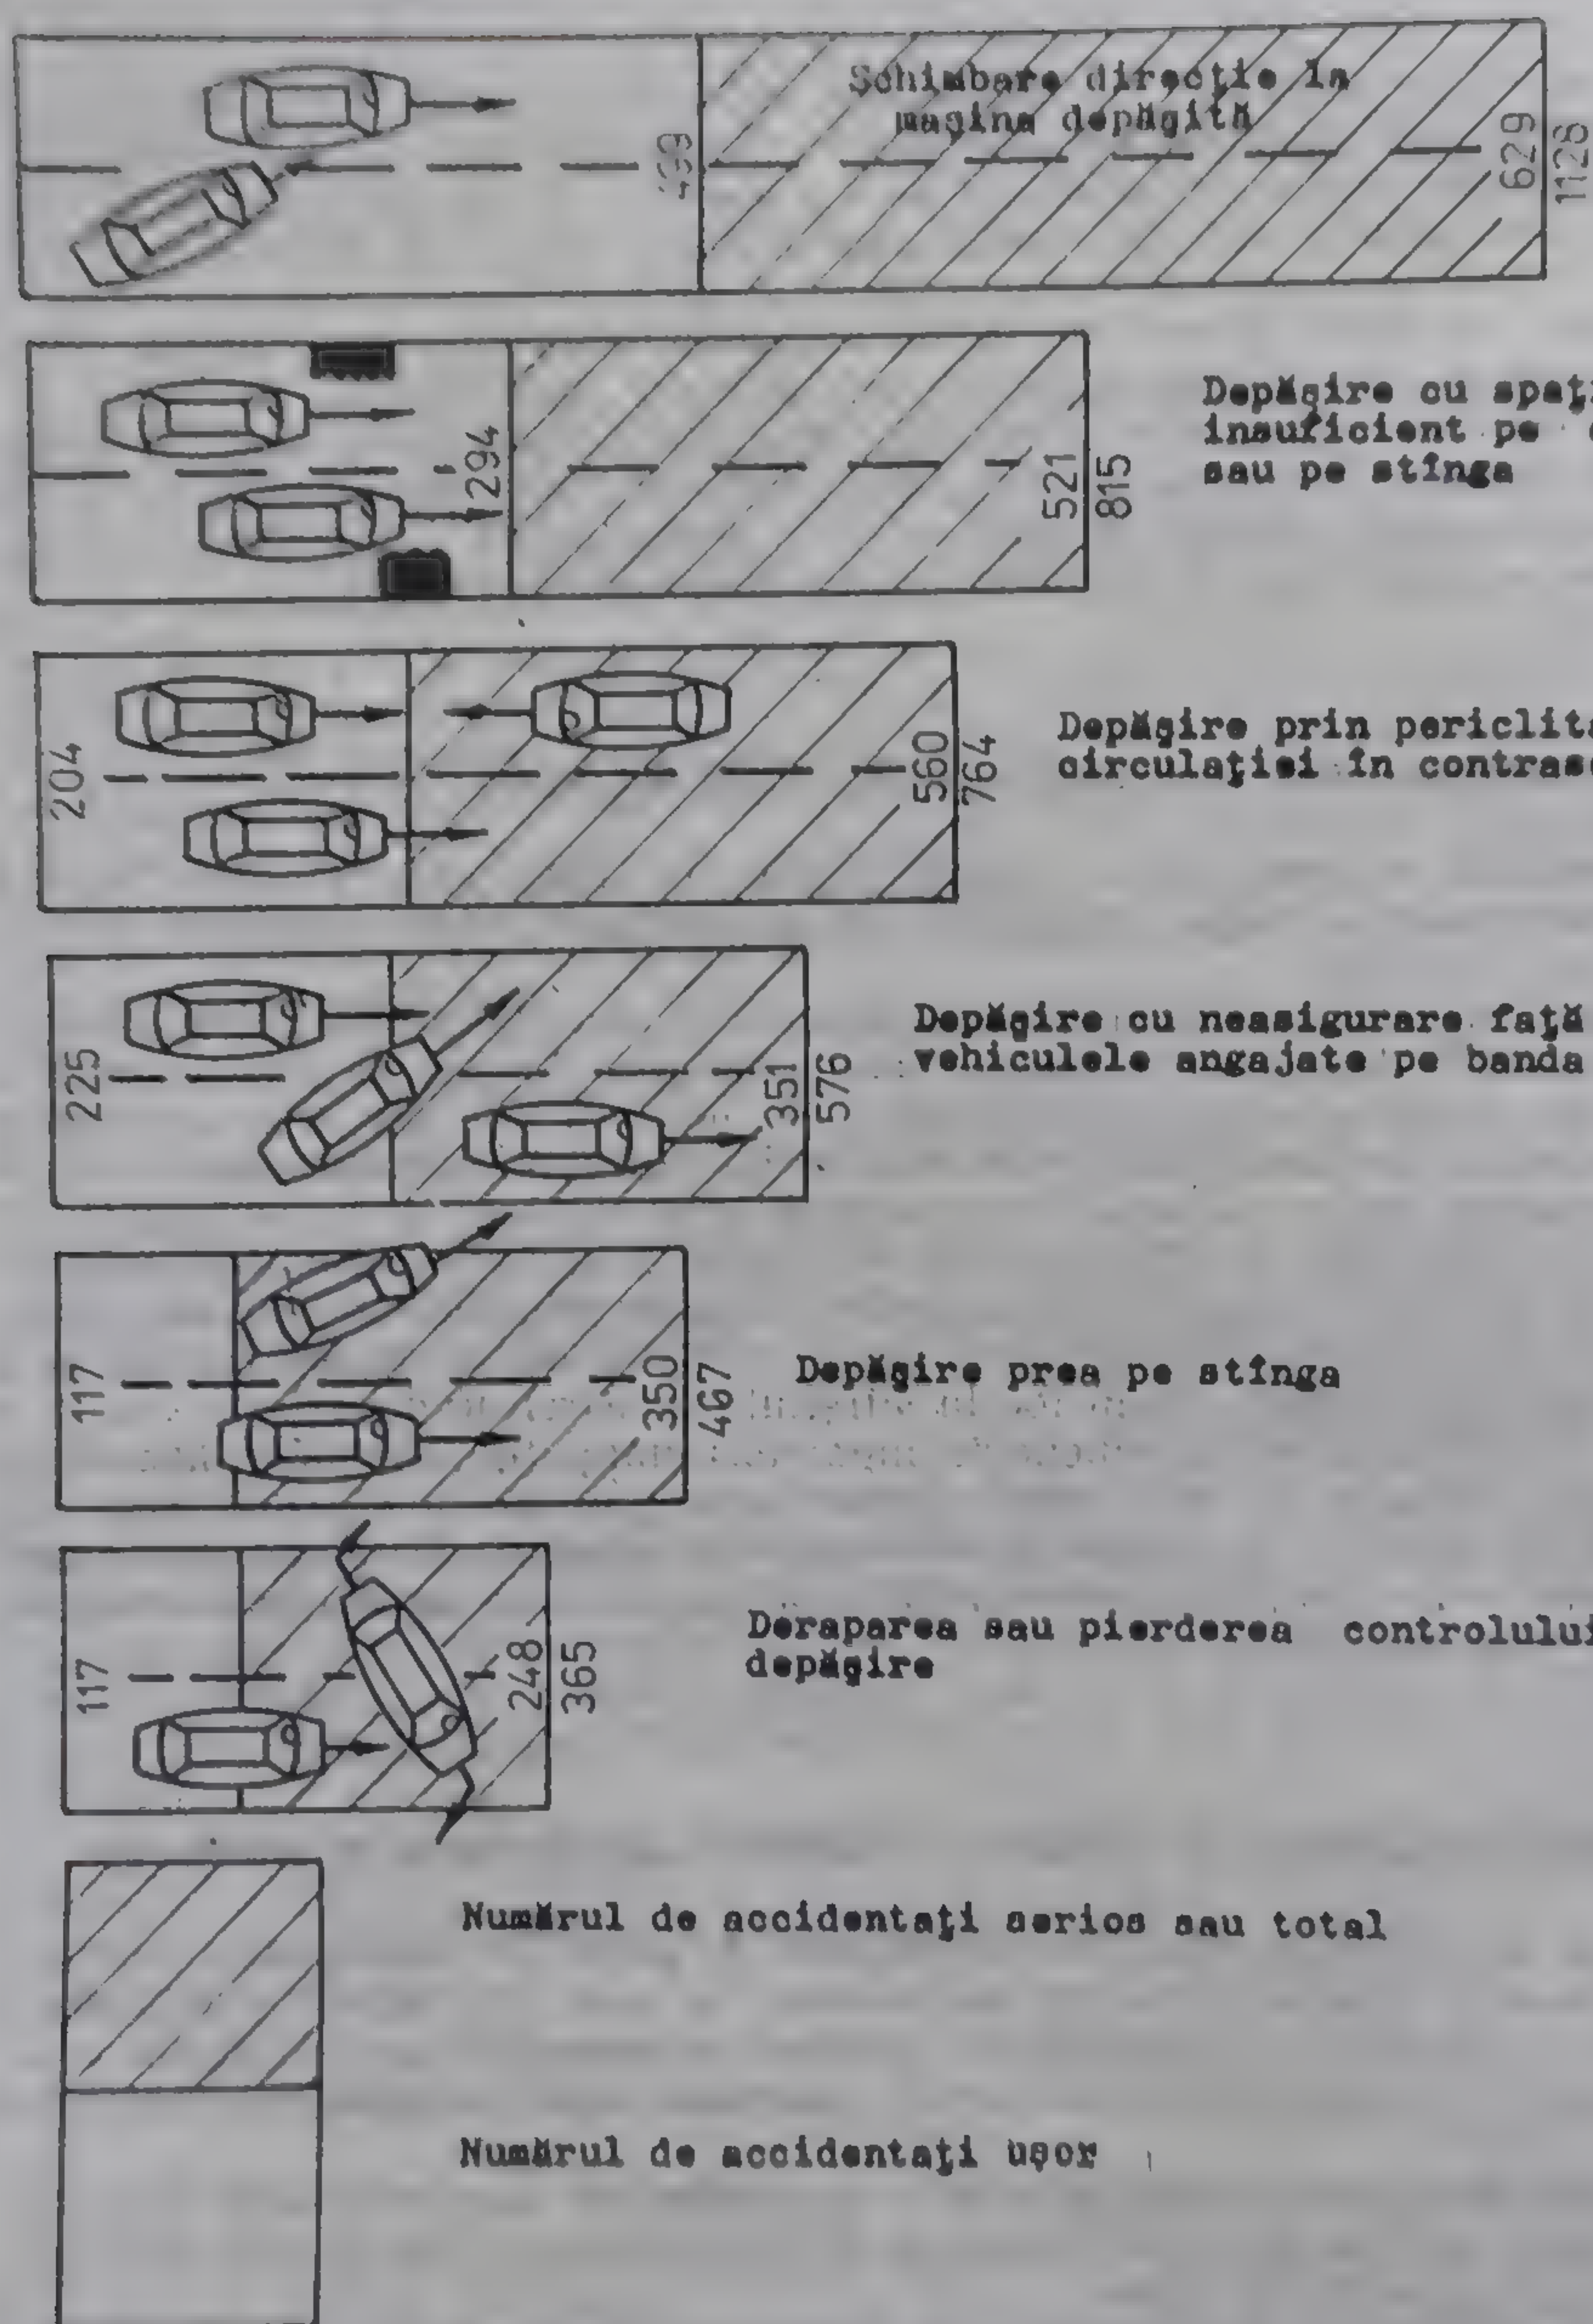 Schimbare direcţie la
maşina depăşită
629
1128
294
521
815
Depăşire cu spaţi
insuficient pe
sau pe stînga
204
560
764
Depăşire prin periclita
circulaţiei în contras
225
351
576
Depăşire cu neasigurare faţă
vehiculele angajate pe banda
117
350
467
Depăşire prea pe stînga
117
248
365
Deraparea sau pierderea controlului
depăşire
Numărul de accidentaţi serios sau total
Numărul de accidentaţi uşor